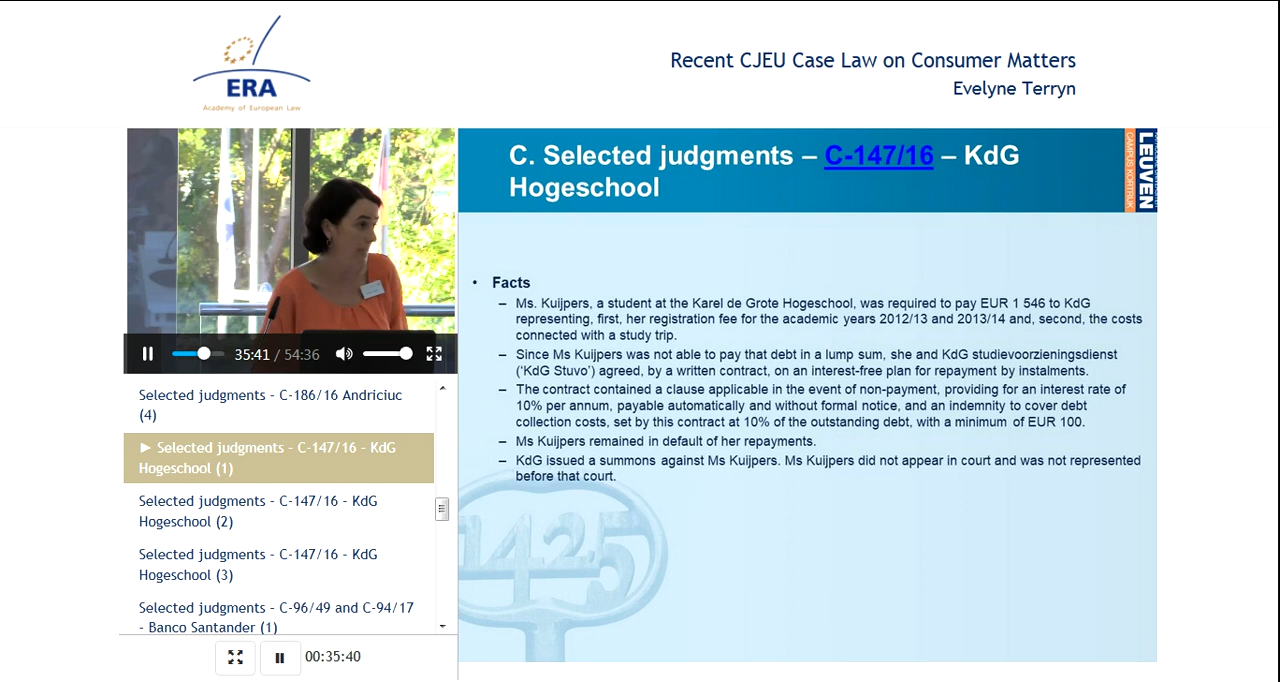 ERA
Academy of European Law
Recent CJEU Case Law on Consumer Matters
Evelyne Terryn
35:41 / 54:36
Selected judgments - C-186/16 Andriciuc
(4)
► Selected judgments - C-147/16 - KdG
Hogeschool (1)
Selected judgments - C-147/16 - KdG
Hogeschool (2)
Selected judgments - C-147/16 - KdG
Hogeschool (3)
Selected judgments - C-96/49 and C-94/17
- Banco Santander (1)
00:35:40
C. Selected judgments – C-147/16 – KdG
Hogeschool
LEUVEN
CAMPUS KORTRIJK
• Facts
– Ms. Kuijpers, a student at the Karel de Grote Hogeschool, was required to pay EUR 1 546 to KdG
representing, first, her registration fee for the academic years 2012/13 and 2013/14 and, second, the costs
connected with a study trip.
– Since Ms Kuijpers was not able to pay that debt in a lump sum, she and KdG studievoorzieningsdienst
(‘KdG Stuvo’) agreed, by a written contract, on an interest-free plan for repayment by instalments.
– The contract contained a clause applicable in the event of non-payment, providing for an interest rate of
10% per annum, payable automatically and without formal notice, and an indemnity to cover debt
collection costs, set by this contract at 10% of the outstanding debt, with a minimum of EUR 100.
– Ms Kuijpers remained in default of her repayments.
– KdG issued a summons against Ms Kuijpers. Ms Kuijpers did not appear in court and was not represented
before that court.
1425